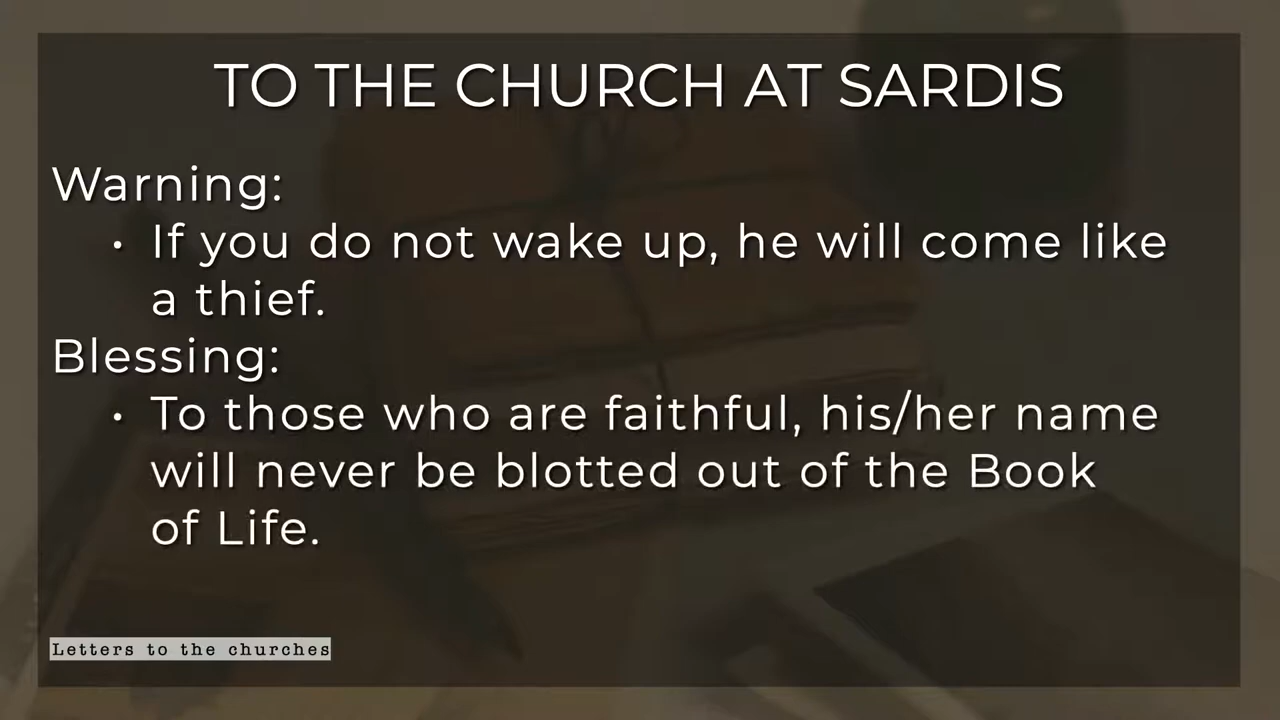 TO THE CHURCH AT SARDIS
Warning:
• If you do not wake up, he will come like
a thief.
Blessing:
• To those who are faithful, his/her name
will never be blotted out of the Book
of Life.
Letters to the churches